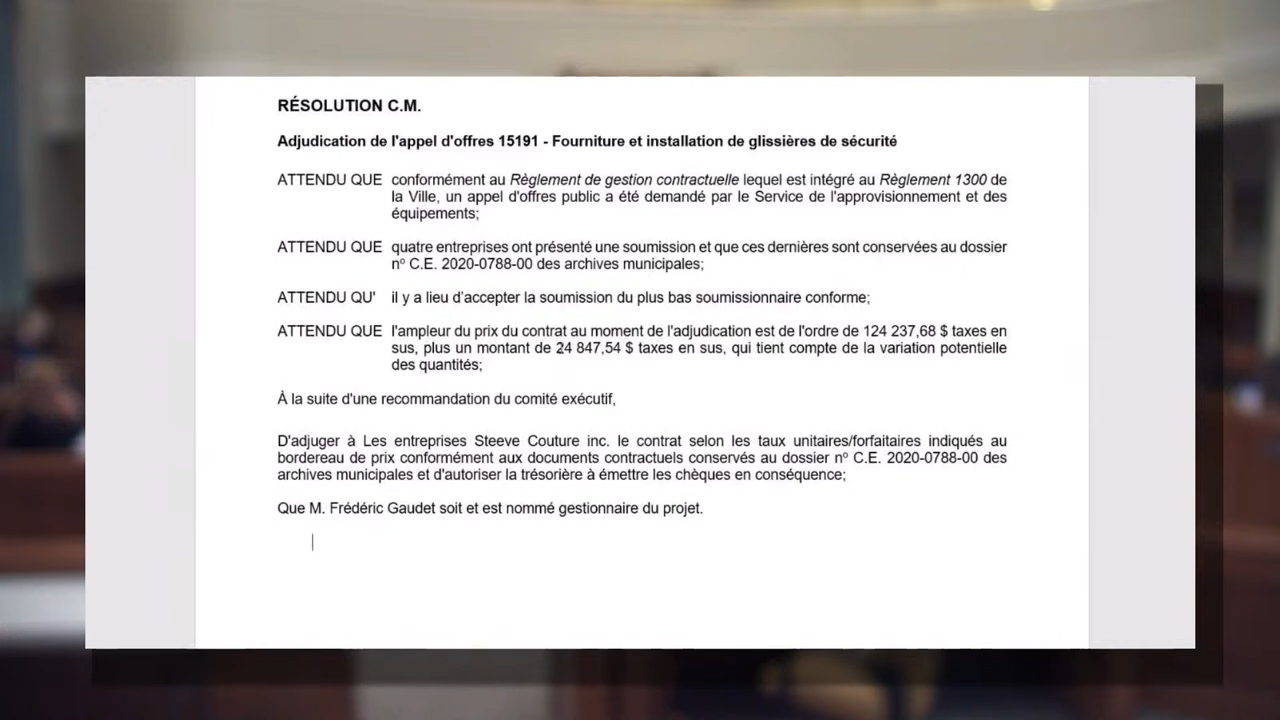 RÉSOLUTION C.M.
Adjudication de l'appel d'offres 15191 - Fourniture et installation de glissières de sécurité
ATTENDU QUE conformément au Règlement de gestion contractuelle lequel est intégré au Règlement 1300 de
la Ville, un appel d'offres public a été demandé par le Service de l'approvisionnement et des
équipements;
ATTENDU QUE quatre entreprises ont présenté une soumission et que ces dernières sont conservées au dossier
nº C.E. 2020-0788-00 des archives municipales;
ATTENDU QU' il y a lieu d'accepter la soumission du plus bas soumissionnaire conforme;
ATTENDU QUE l'ampleur du prix du contrat au moment de l'adjudication est de l'ordre de 124 237,68 $ taxes en
sus, plus un montant de 24 847,54 $ taxes en sus, qui tient compte de la variation potentielle
des quantités;
À la suite d'une recommandation du comité exécutif,
D'adjuger à Les entreprises Steeve Couture inc. le contrat selon les taux unitaires/forfaitaires indiqués au
bordereau de prix conformément aux documents contractuels conservés au dossier nº C.E. 2020-0788-00 des
archives municipales et d'autoriser la trésorière à émettre les chèques en conséquence;
Que M. Frédéric Gaudet soit et est nommé gestionnaire du projet.